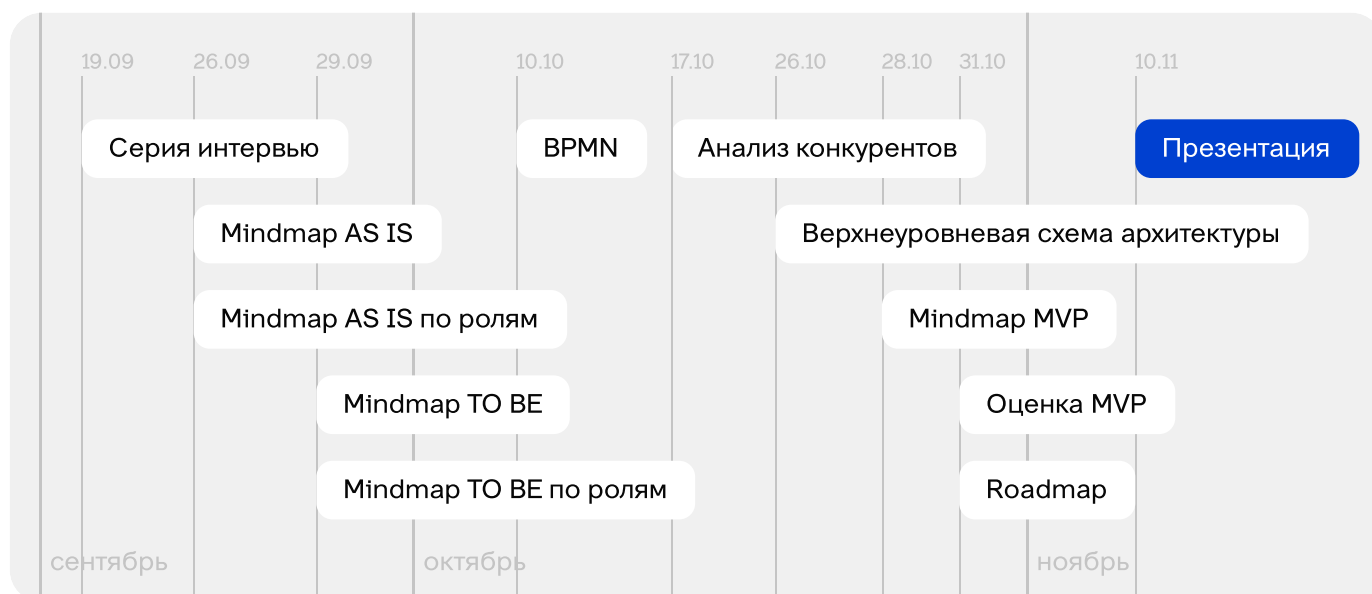 19.09
26.09
29.09
10.10
17.10
26.10
28.10
31.10
10.11
Серия интервью
BPMN
Анализ конкурентов
Презентация
Mindmap AS IS
Верхнеуровневая схема архитектуры
Mindmap AS IS по ролям
Mindmap MVP
Mindmap TO BE
Оценка MVP
Mindmap TO BE по ролям
Roadmap
сентябрь
октябрь
ноябрь